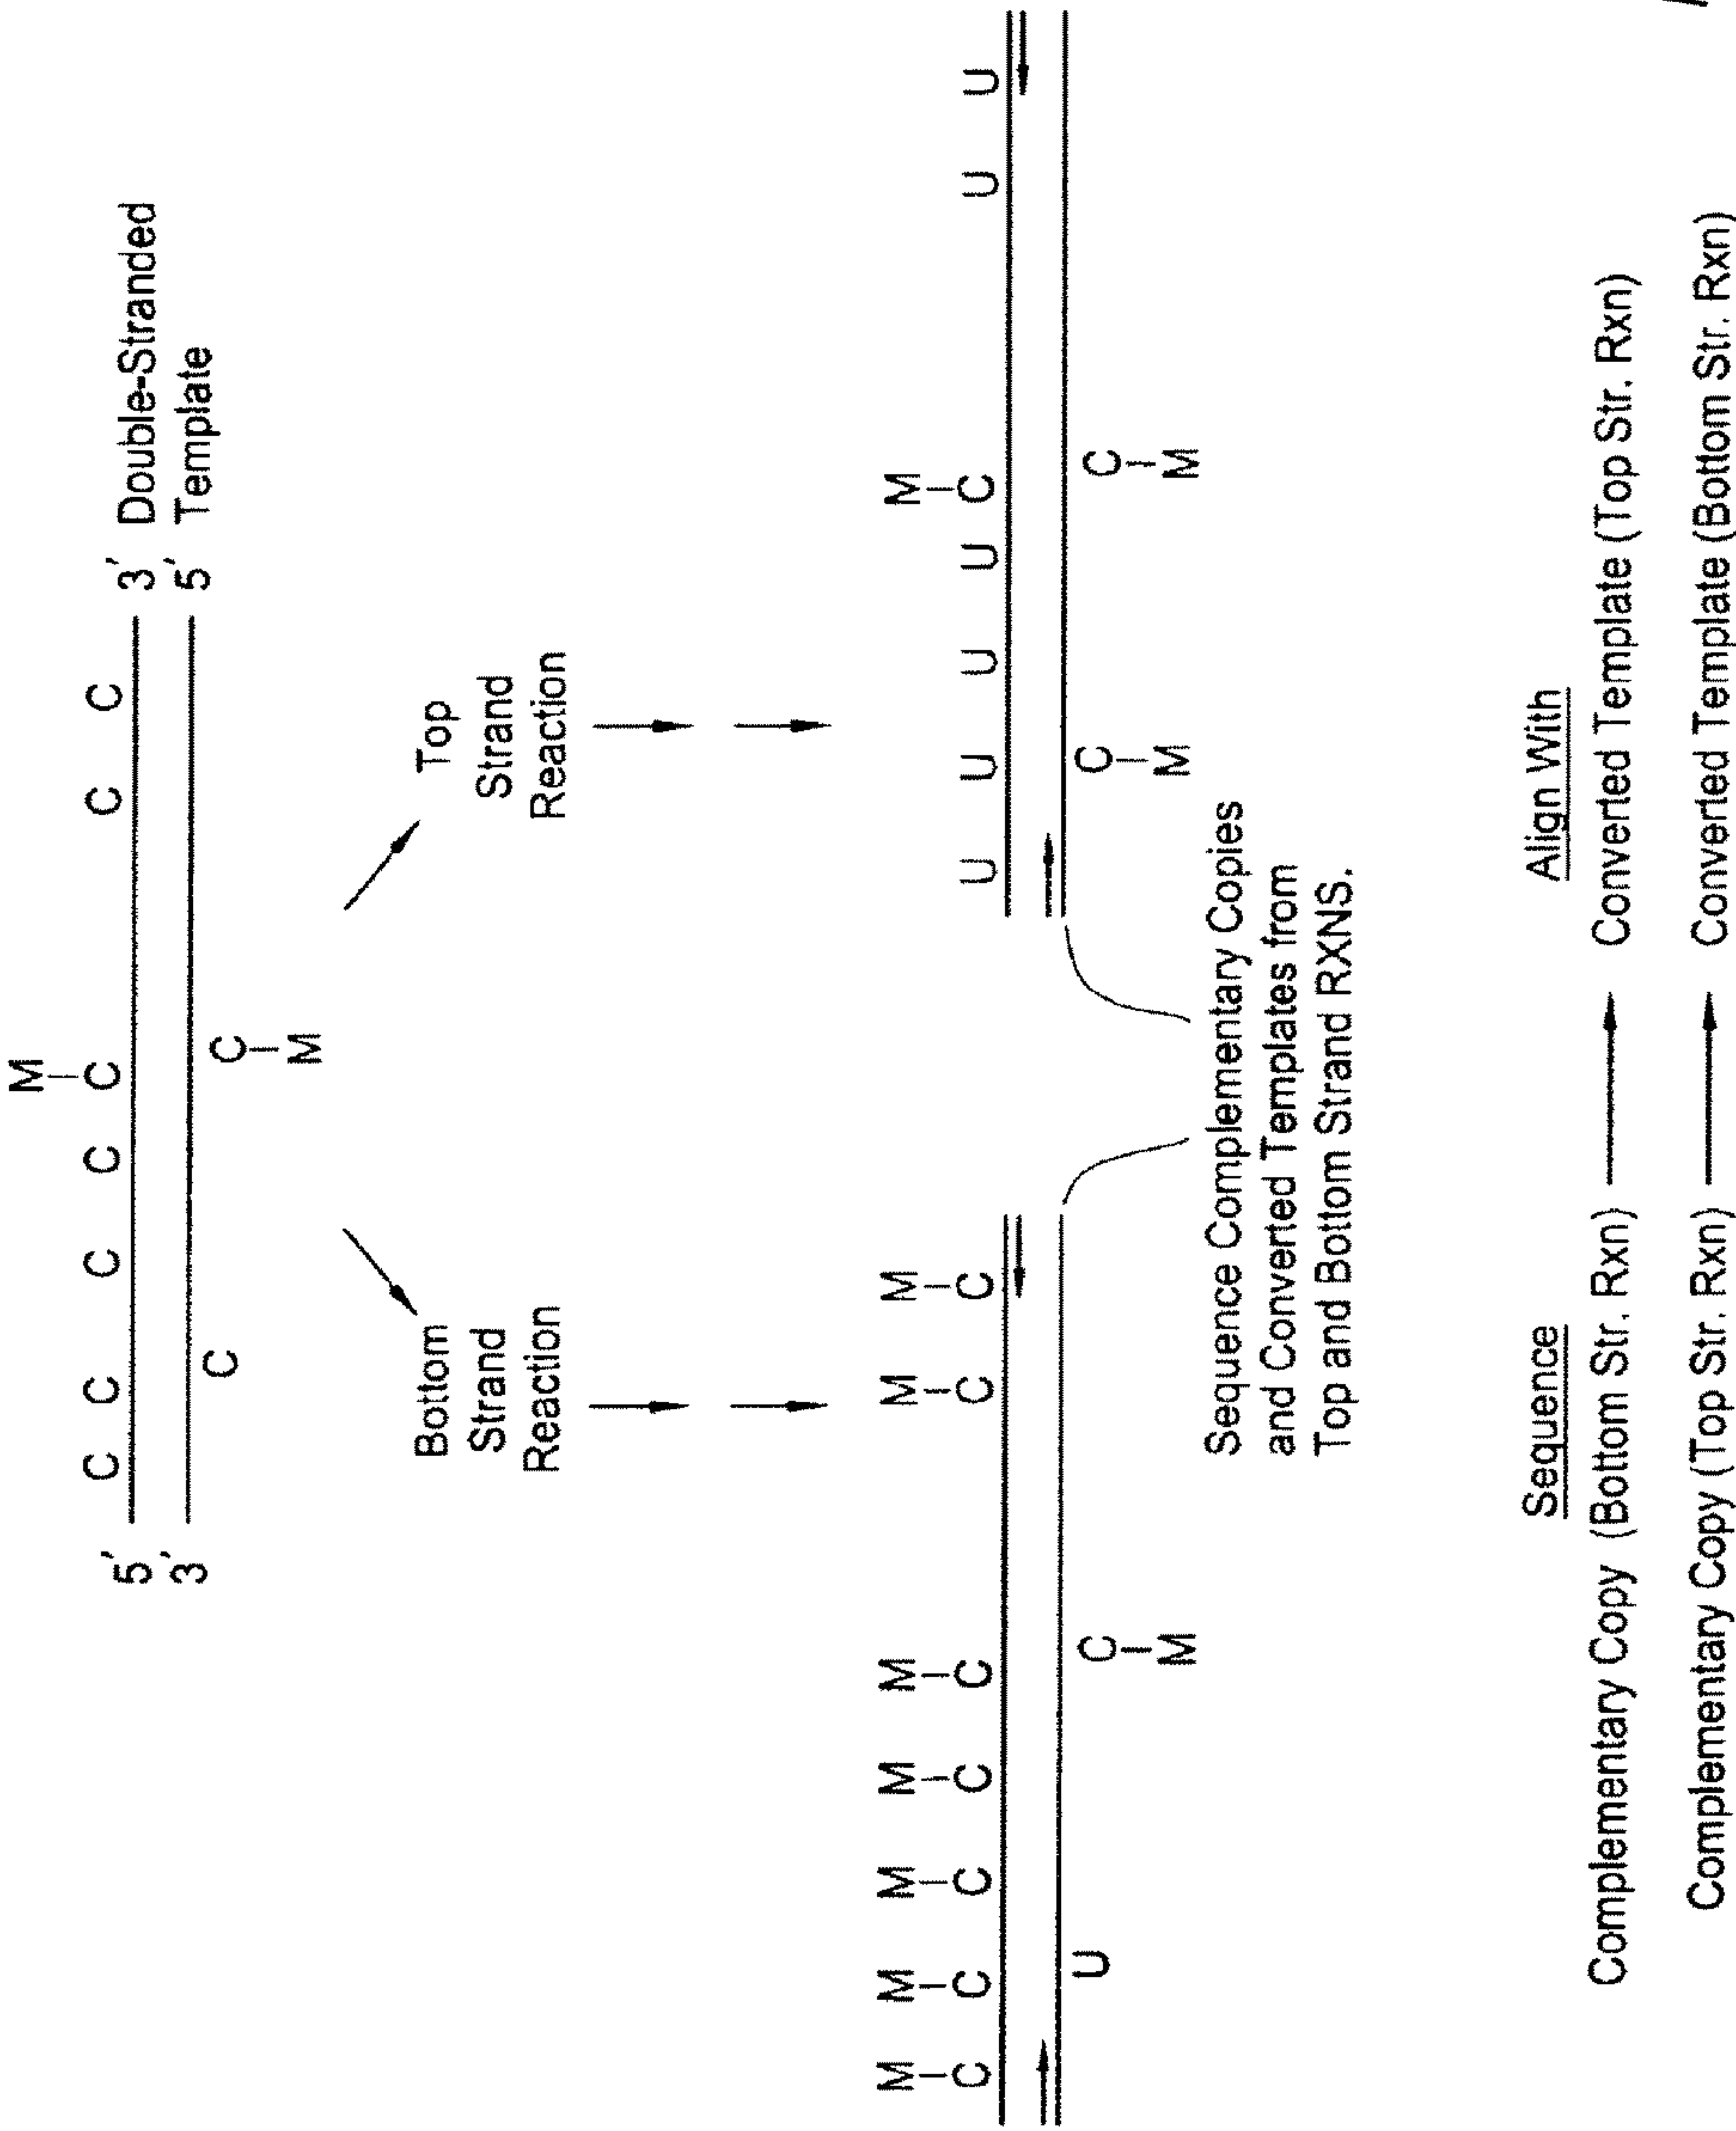 M
C C C C C C C
5′ 3′ Double-Stranded
3′ 5′ Template
C C
M
Bottom
Strand
Reaction
Top
Strand
Reaction
M M M M M M M
C C C C C C C
U C
M
M
U U U U C U U
C C
M M
Sequence Complementary Copies
and Converted Templates from
Top and Bottom Strand RXNS.
Sequence Align With
Complementary Copy (Bottom Str. Rxn) Converted Template (Top Str. Rxn)
Complementary Copy (Top Str. Rxn) Converted Template (Bottom Str. Rxn)